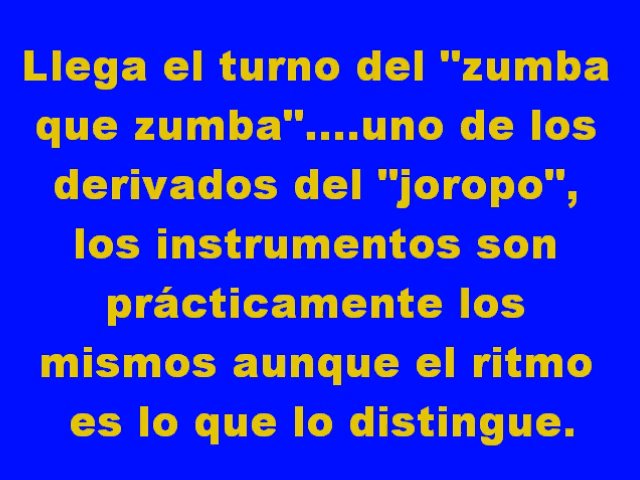 Llega el turno del "zumba
que zumba"....uno de los
derivados del "joropo",
los instrumentos son
prácticamente los
mismos aunque el ritmo
es lo que lo distingue.